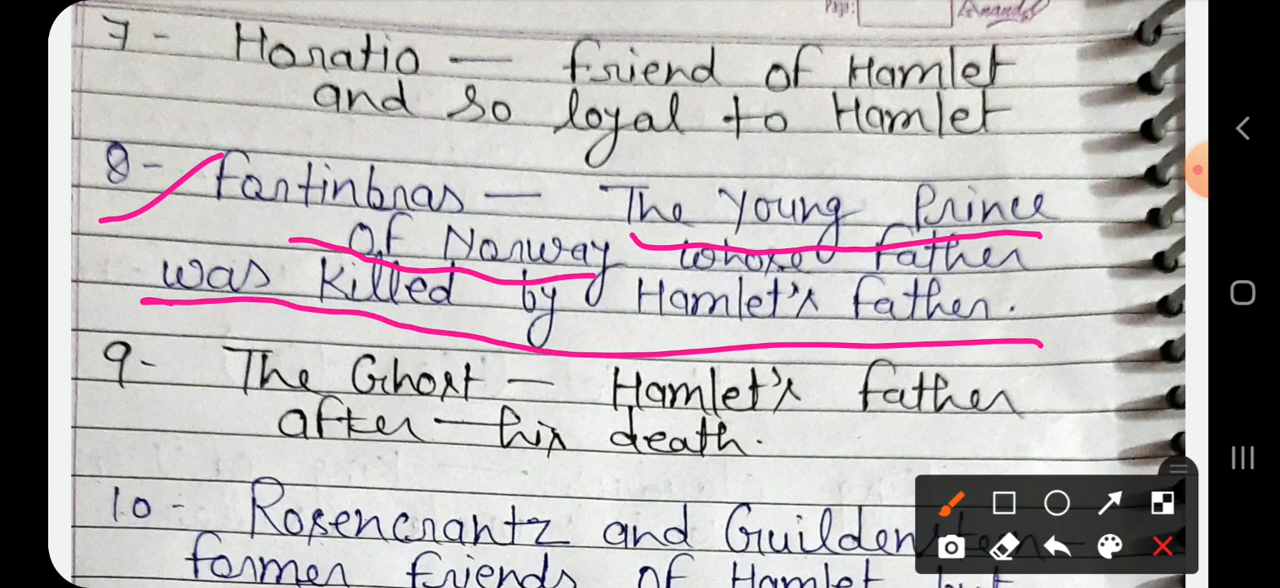 Page:
Anand
7- Horatio — friend of Hamlet
and so loyal to Hamlet
8- Fortinbras — The Young Prince
of Norway whose father
was killed by Hamlet's father.
9- The Ghost — Hamlet's father
after his death.
10- Rosencrantz and Guilden
former friends of Hamlet